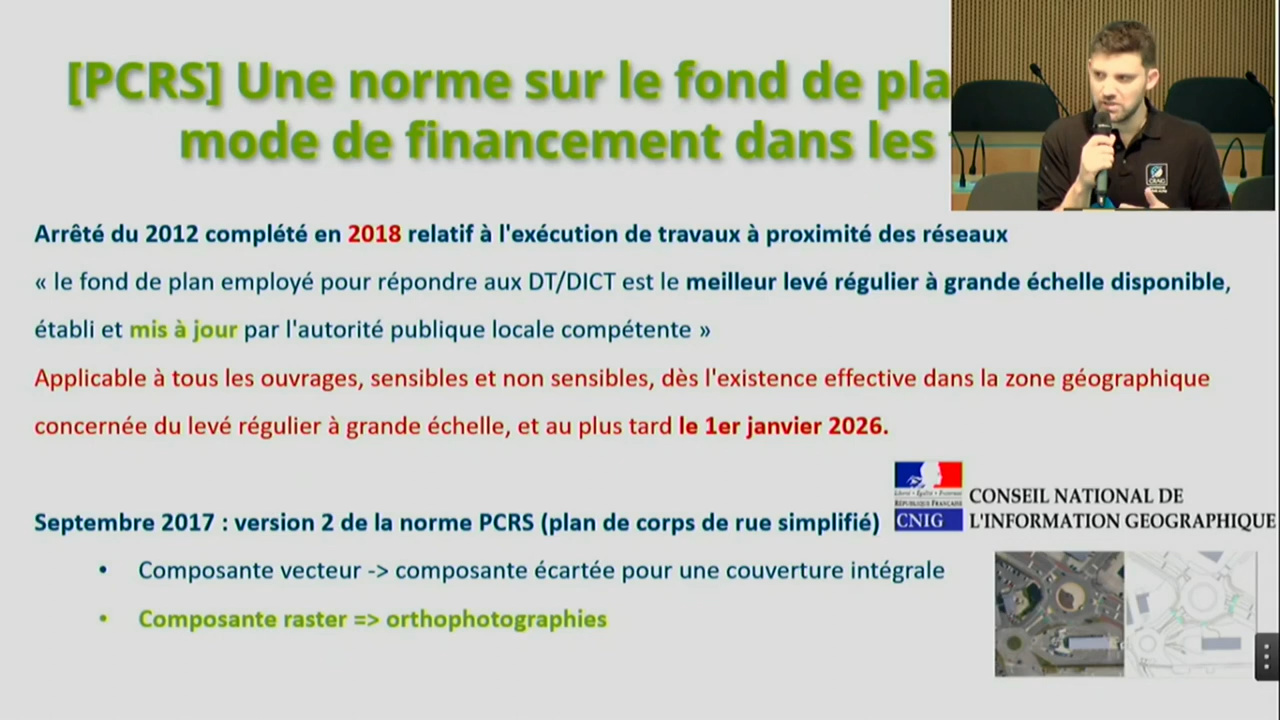 [PCRS] Une norme sur le fond de pla
mode de financement dans les
Arrêté du 2012 complété en 2018 relatif à l'exécution de travaux à proximité des réseaux
« le fond de plan employé pour répondre aux DT/DICT est le meilleur levé régulier à grande échelle disponible,
établi et mis à jour par l'autorité publique locale compétente »
Applicable à tous les ouvrages, sensibles et non sensibles, dès l'existence effective dans la zone géographique
concernée du levé régulier à grande échelle, et au plus tard le 1er janvier 2026.
Liberté • Égalité • Fraternité
RÉPUBLIQUE FRANÇAISE
CNIG
CONSEIL NATIONAL DE
L'INFORMATION GEOGRAPHIQUE
Septembre 2017 : version 2 de la norme PCRS (plan de corps de rue simplifié)
• Composante vecteur -> composante écartée pour une couverture intégrale
• Composante raster => orthophotographies